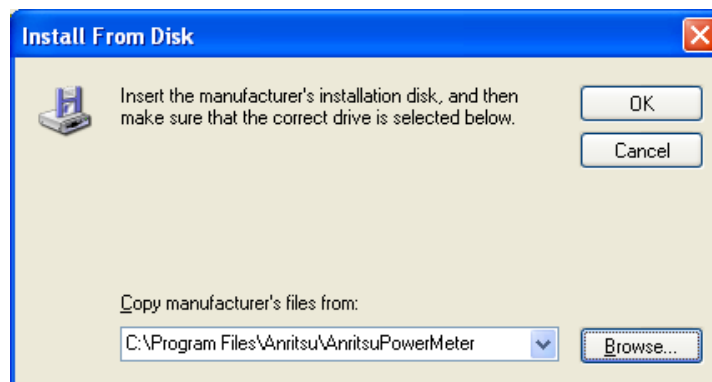 Install From Disk
Insert the manufacturer's installation disk, and then
make sure that the correct drive is selected below.
OK
Cancel
Copy manufacturer's files from:
C:\Program Files\Anritsu\AnritsuPowerMeter
Browse...